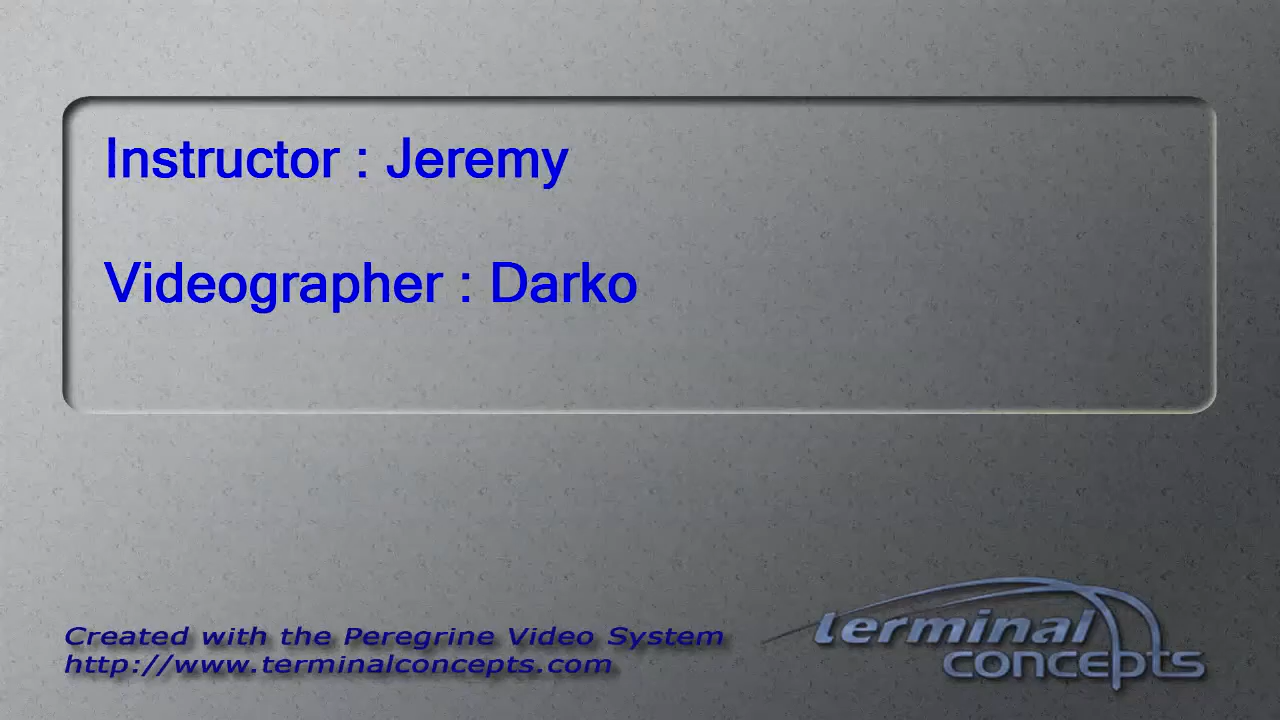 Instructor : Jeremy
Videographer : Darko
Created with the Peregrine Video System
http://www.terminalconcepts.com
terminal
concepts